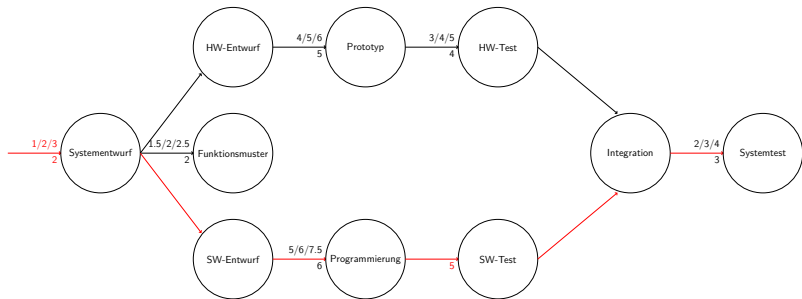 4/5/6
3/4/5
HW-Entwurf
Prototyp
HW-Test
5
4
1/2/3
1.5/2/2.5
2/3/4
Systementwurf
Funktionsmuster
Integration
Systemtest
2
2
3
5/6/7.5
SW-Entwurf
Programmierung
SW-Test
6
5